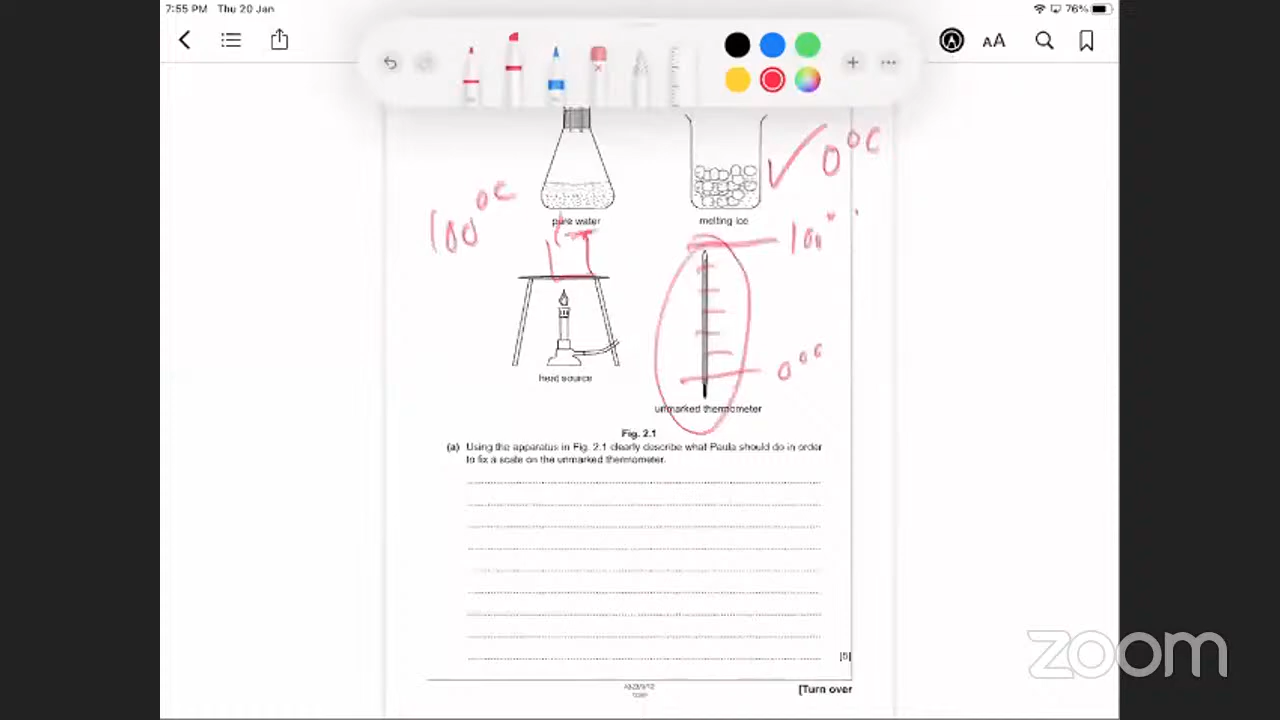 7:55 PM Thu 20 Jan
76%
AA
0°C
100°C
pure water
melting ice
100°
0°C
heat source
unmarked thermometer
Fig. 2.1
(a) Using the apparatus in Fig. 2.1 clearly describe what Paula should do in order
to fix a scale on the unmarked thermometer.
[5]
[Turn over
zoom